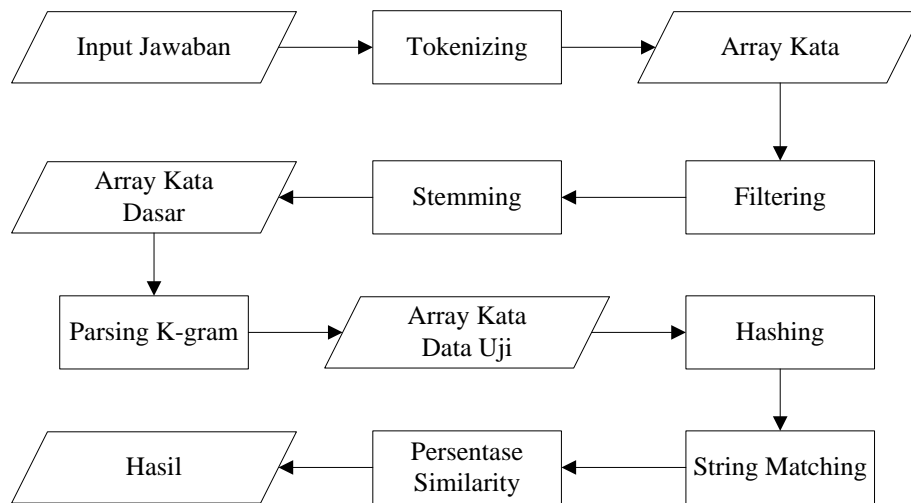 Input Jawaban
Tokenizing
Array Kata
Filtering
Stemming
Array Kata
Dasar
Parsing K-gram
Array Kata
Data Uji
Hashing
String Matching
Persentase
Similarity
Hasil